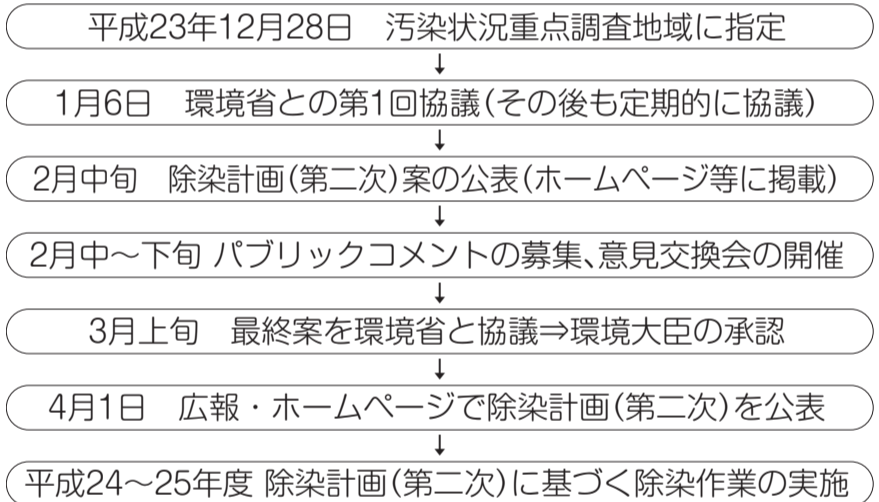 平成23年12月28日　汚染状況重点調査地域に指定
↓
1月6日　環境省との第1回協議(その後も定期的に協議)
↓
2月中旬　除染計画(第二次)案の公表(ホームページ等に掲載)
↓
2月中～下旬 パブリックコメントの募集、意見交換会の開催
↓
3月上旬　最終案を環境省と協議⇒環境大臣の承認
↓
4月1日　広報・ホームページで除染計画(第二次)を公表
↓
平成24～25年度 除染計画(第二次)に基づく除染作業の実施